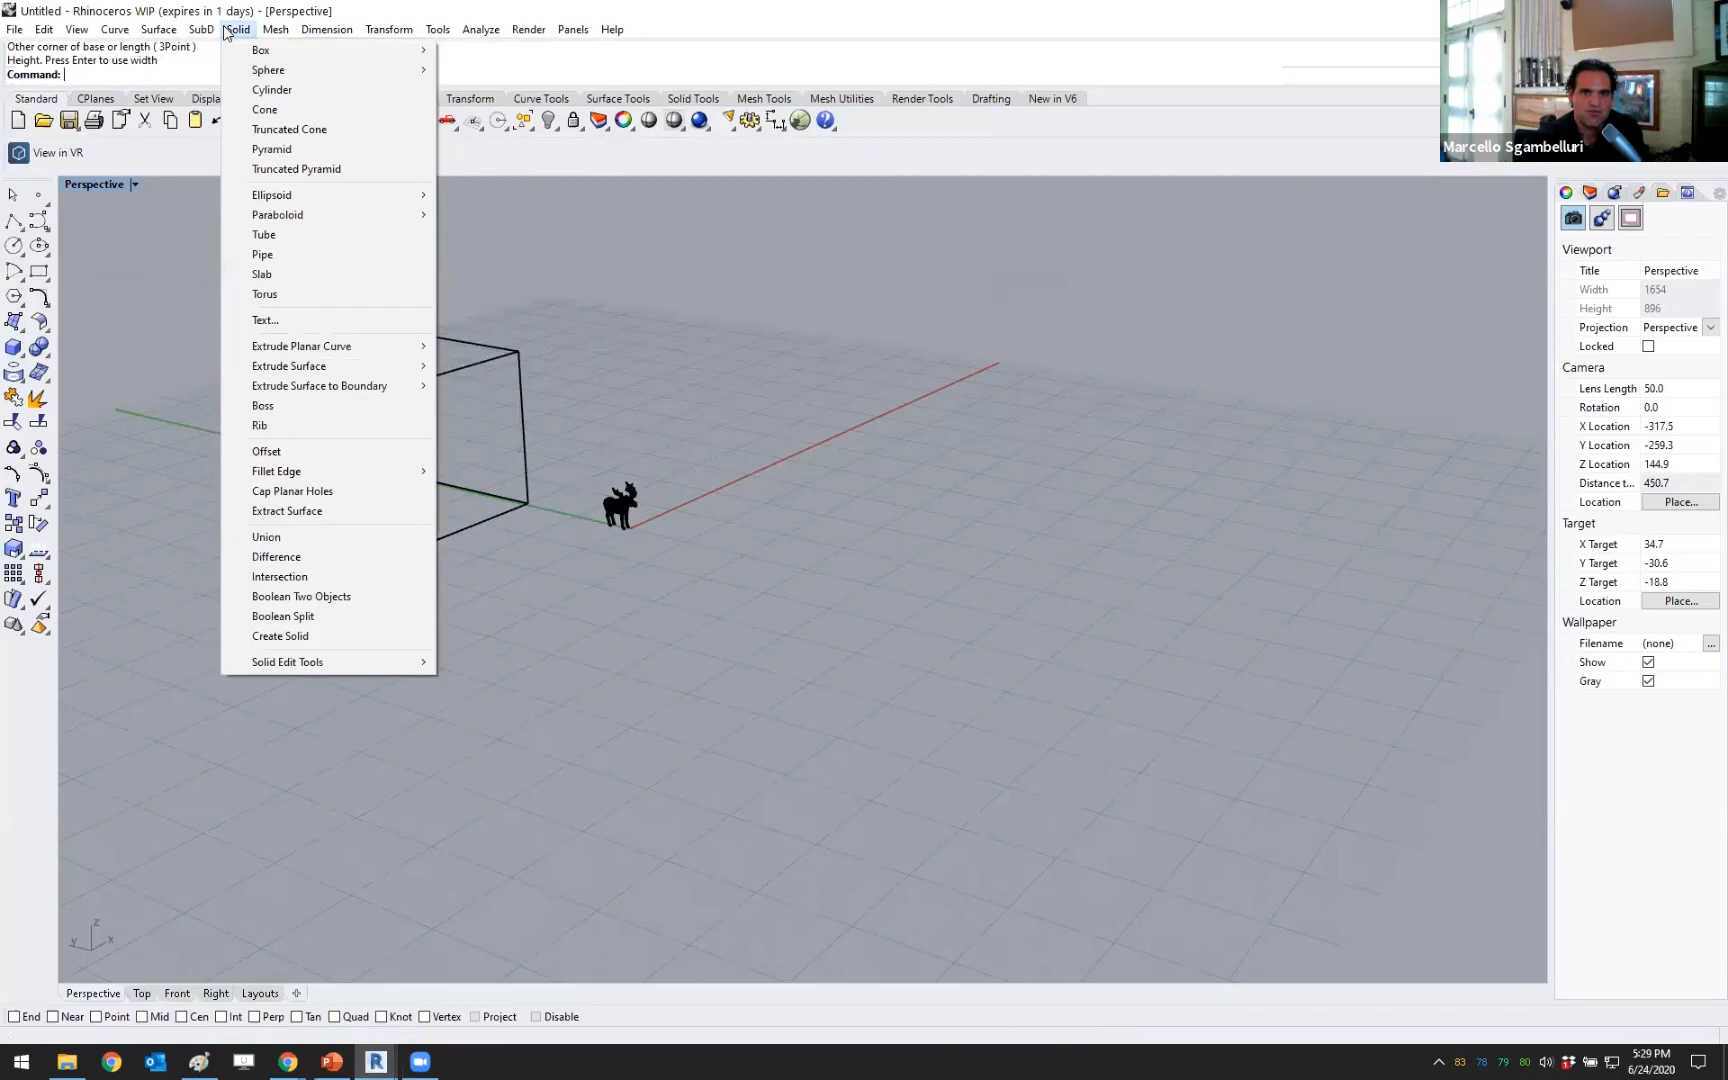 Untitled - Rhinoceros WIP (expires in 1 days) - [Perspective]
File Edit View Curve Surface SubD Solid Mesh Dimension Transform Tools Analyze Render Panels Help
Other corner of base or length ( 3Point )
Height. Press Enter to use width
Command:
Standard CPlanes Set View Displa Transform Curve Tools Surface Tools Solid Tools Mesh Tools Mesh Utilities Render Tools Drafting New in V6
View in VR
Perspective
Box
Sphere
Cylinder
Cone
Truncated Cone
Pyramid
Truncated Pyramid
Ellipsoid
Paraboloid
Tube
Pipe
Slab
Torus
Text...
Extrude Planar Curve
Extrude Surface
Extrude Surface to Boundary
Boss
Rib
Offset
Fillet Edge
Cap Planar Holes
Extract Surface
Union
Difference
Intersection
Boolean Two Objects
Boolean Split
Create Solid
Solid Edit Tools
Marcello Sgambelluri
Viewport
Title Perspective
Width 1654
Height 896
Projection Perspective
Locked
Camera
Lens Length 50.0
Rotation 0.0
X Location -317.5
Y Location -259.3
Z Location 144.9
Distance t... 450.7
Location Place...
Target
X Target 34.7
Y Target -30.6
Z Target -18.8
Location Place...
Wallpaper
Filename (none) ...
Show
Gray
z
y x
Perspective Top Front Right Layouts
End Near Point Mid Cen Int Perp Tan Quad Knot Vertex Project Disable
83 78 79 80 5:29 PM
6/24/2020